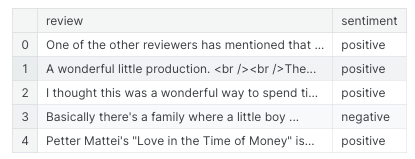 review sentiment
0 One of the other reviewers has mentioned that ... positive
1 A wonderful little production. <br /><br />The... positive
2 I thought this was a wonderful way to spend ti... positive
3 Basically there's a family where a little boy ... negative
4 Petter Mattei's "Love in the Time of Money" is... positive